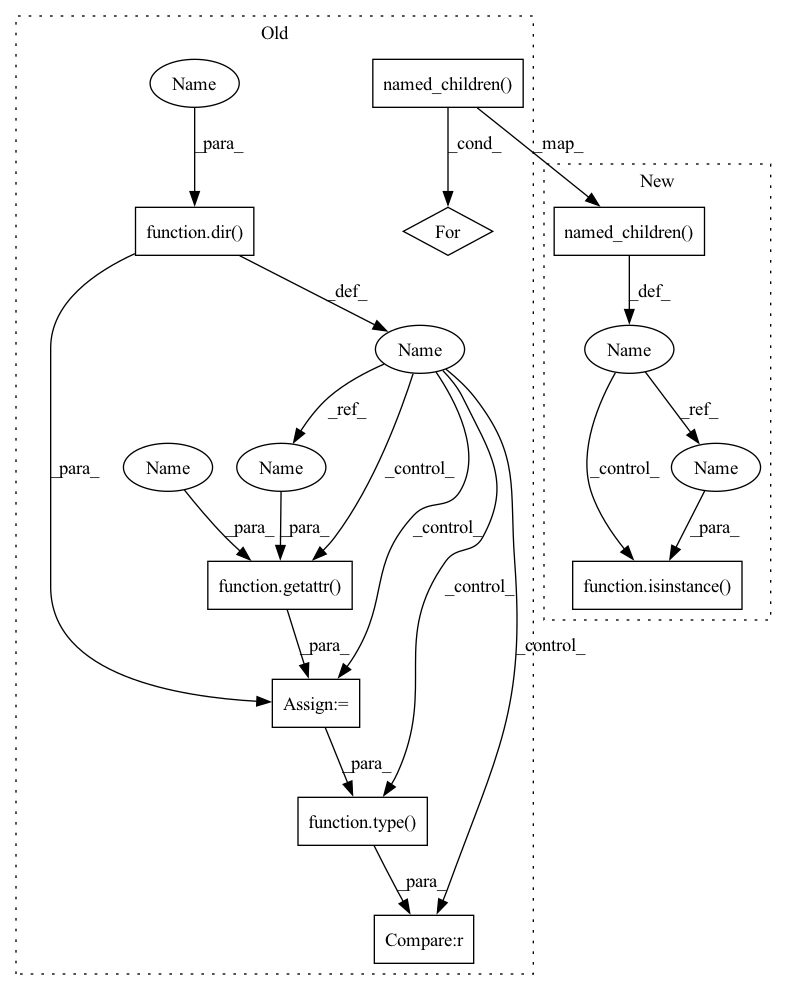 Old
Name
named_children()
_para_
_cond_
_map_
New
function.dir()
For
named_children()
_def_
_def_
Name
Name
_ref_
_ref_
_para_
Name
Name
_control_
_control_
Name
_para_
_para_
_control_
_para_
function.getattr()
_control_
function.isinstance()
_para_
_control_
Assign:=
_para_
function.type()
_para_
Compare:r